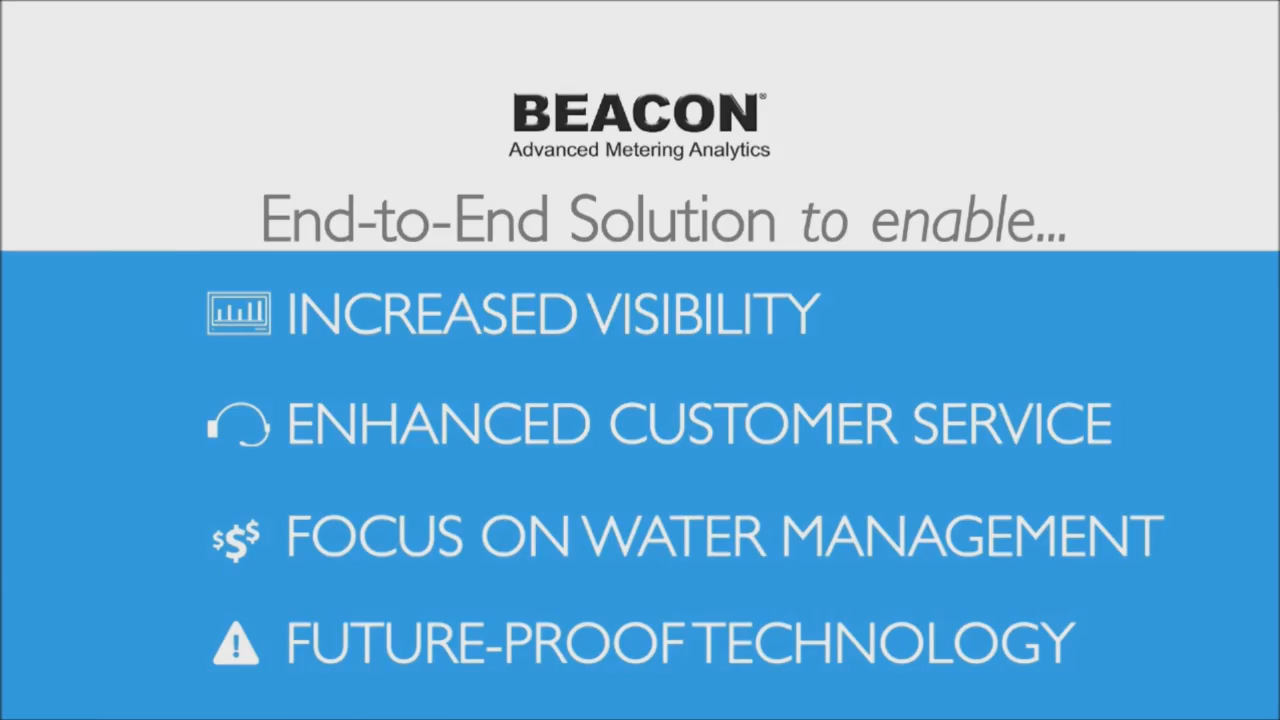 BEACON®
Advanced Metering Analytics
End-to-End Solution to enable...
INCREASED VISIBILITY
ENHANCED CUSTOMER SERVICE
$$$ FOCUS ON WATER MANAGEMENT
! FUTURE-PROOF TECHNOLOGY